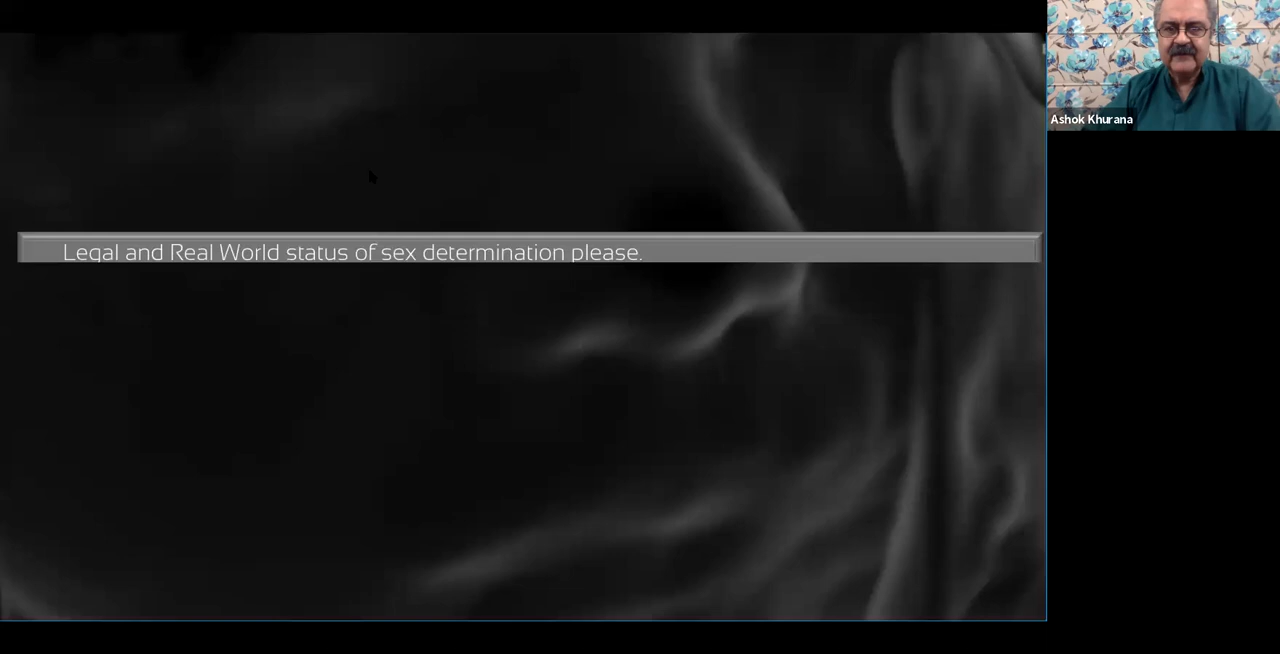 Ashok Khurana
Legal and Real World status of sex determination please.